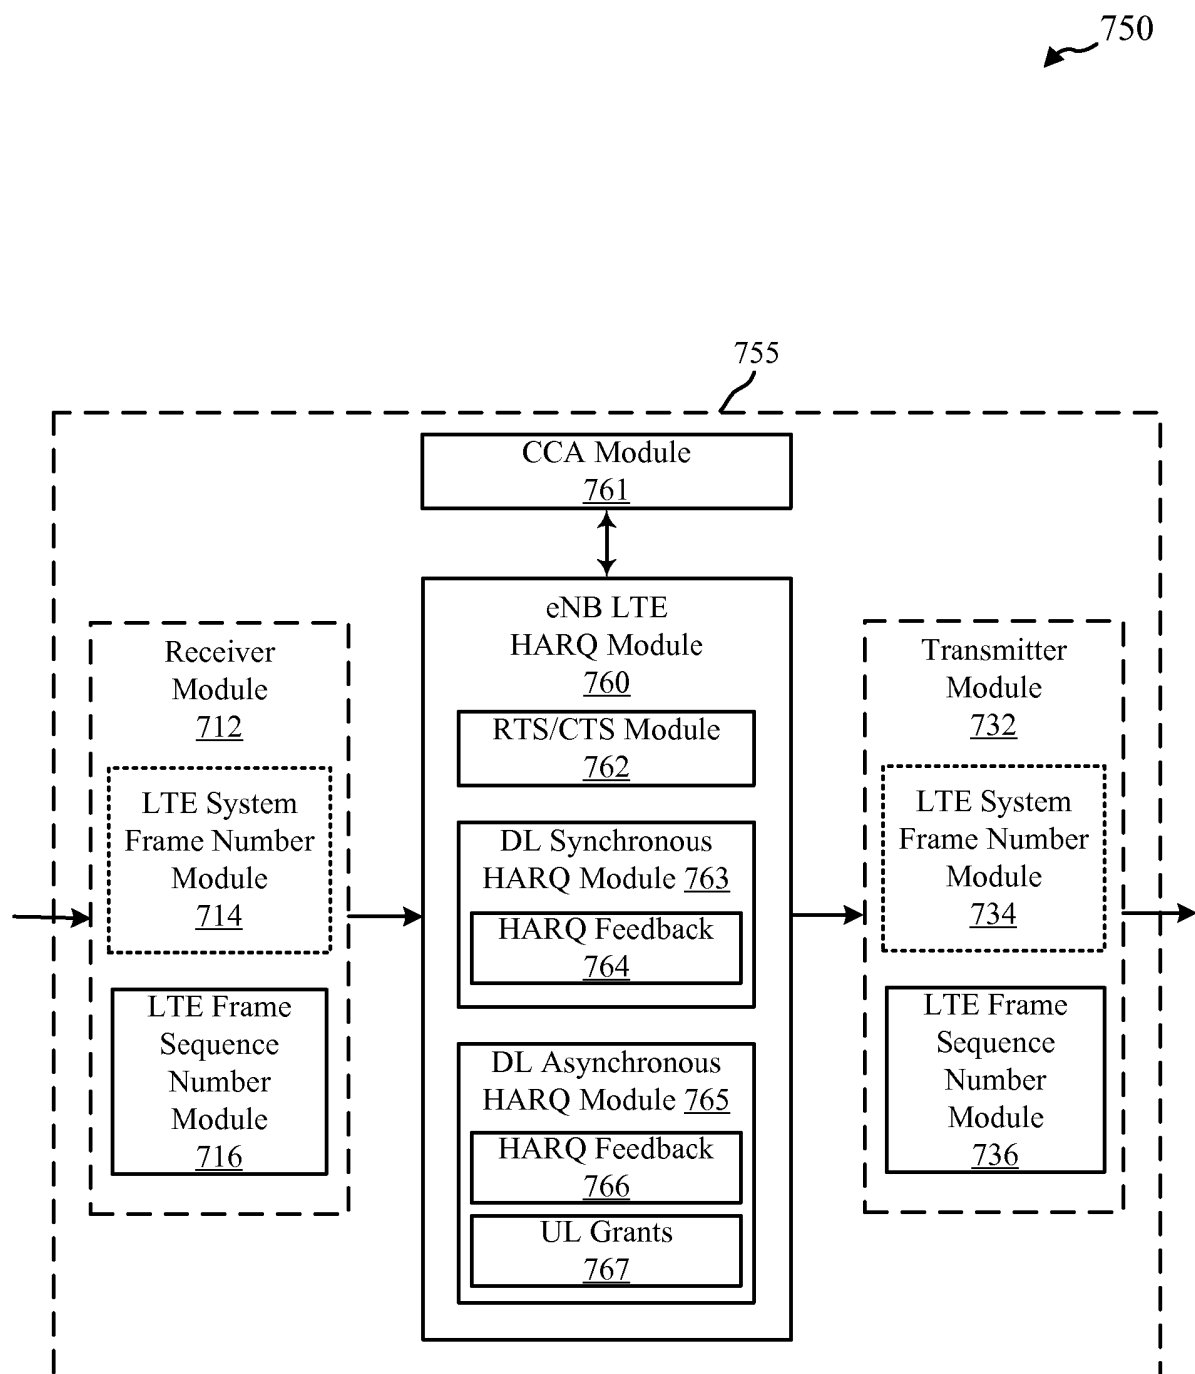 750
755
CCA Module
761
eNB LTE
HARQ Module
760
RTS/CTS Module
762
DL Synchronous
HARQ Module 763
HARQ Feedback
764
DL Asynchronous
HARQ Module 765
HARQ Feedback
766
UL Grants
767
Receiver
Module
712
LTE System
Frame Number
Module
714
LTE Frame
Sequence
Number
Module
716
Transmitter
Module
732
LTE System
Frame Number
Module
734
LTE Frame
Sequence
Number
Module
736